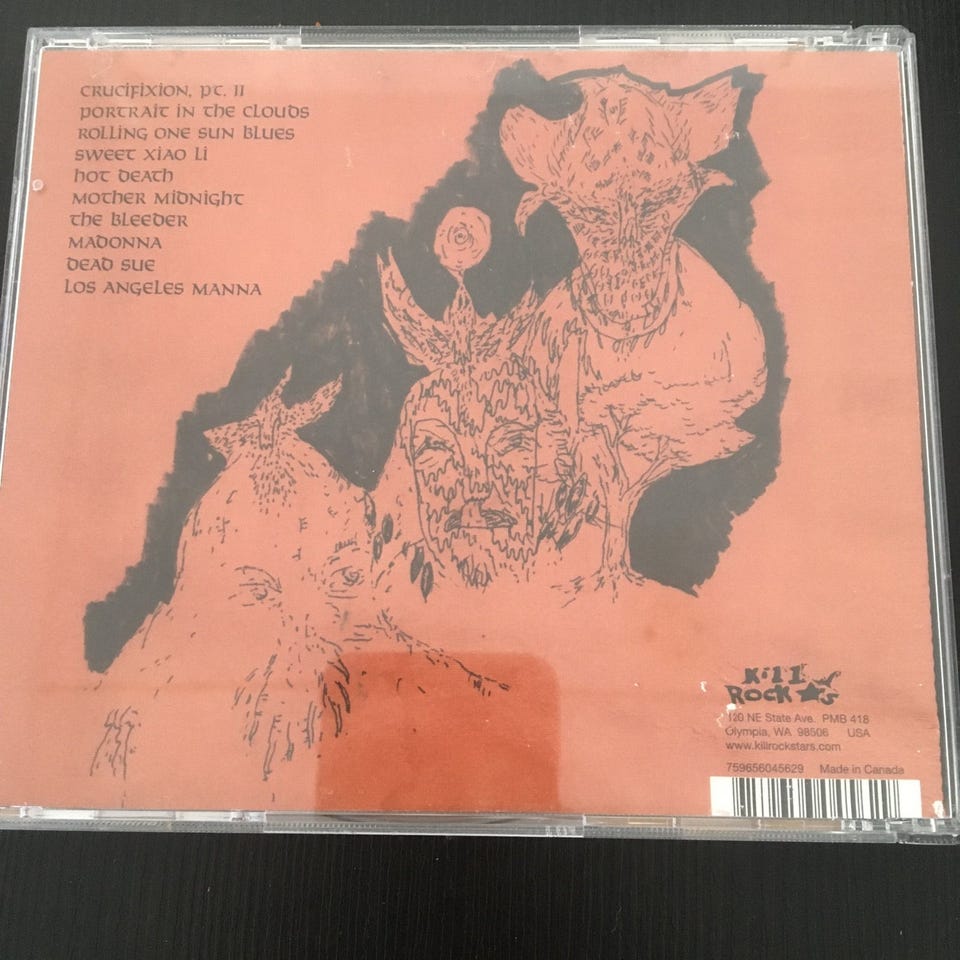 CRUCIFIXION, PT. II
PORTRAIT IN THE CLOUDS
ROLLING ONE SUN BLUES
SWEET XIAO LI
HOT DEATH
MOTHER MIDNIGHT
THE BLEEDER
MADONNA
DEAD SUE
LOS ANGELES MANNA
Kill
ROCK ★S
120 NE State Ave. PMB 418
Olympia, WA 98506 USA
www.killrockstars.com
759656045629 Made in Canada